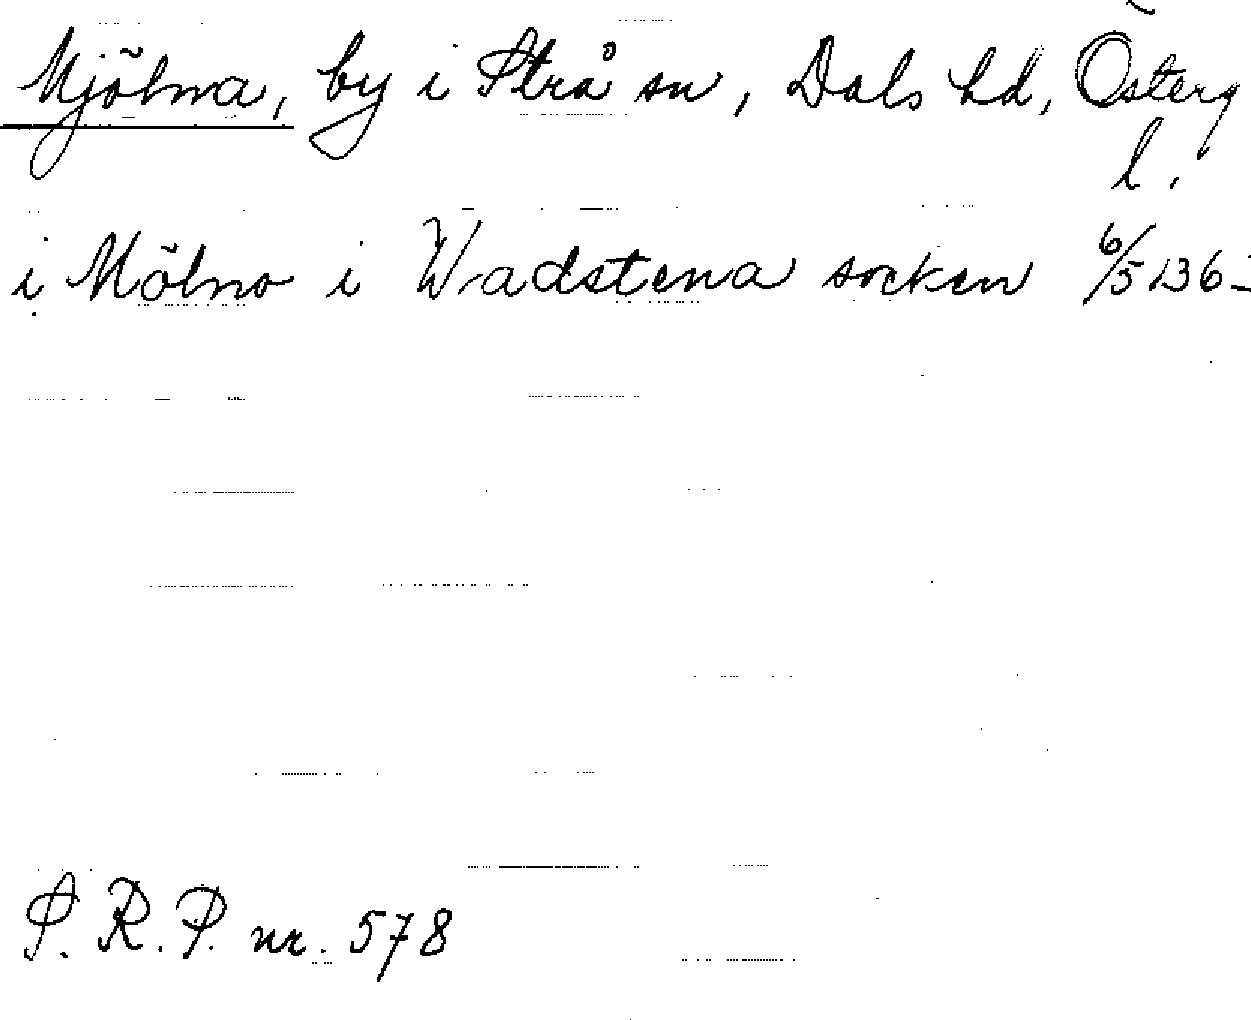 Mjölna, by i Strå sn, Dals hd, Österg
l.
i Mölno i Wadstena socken 6/5 136
S. R. P. nr. 578